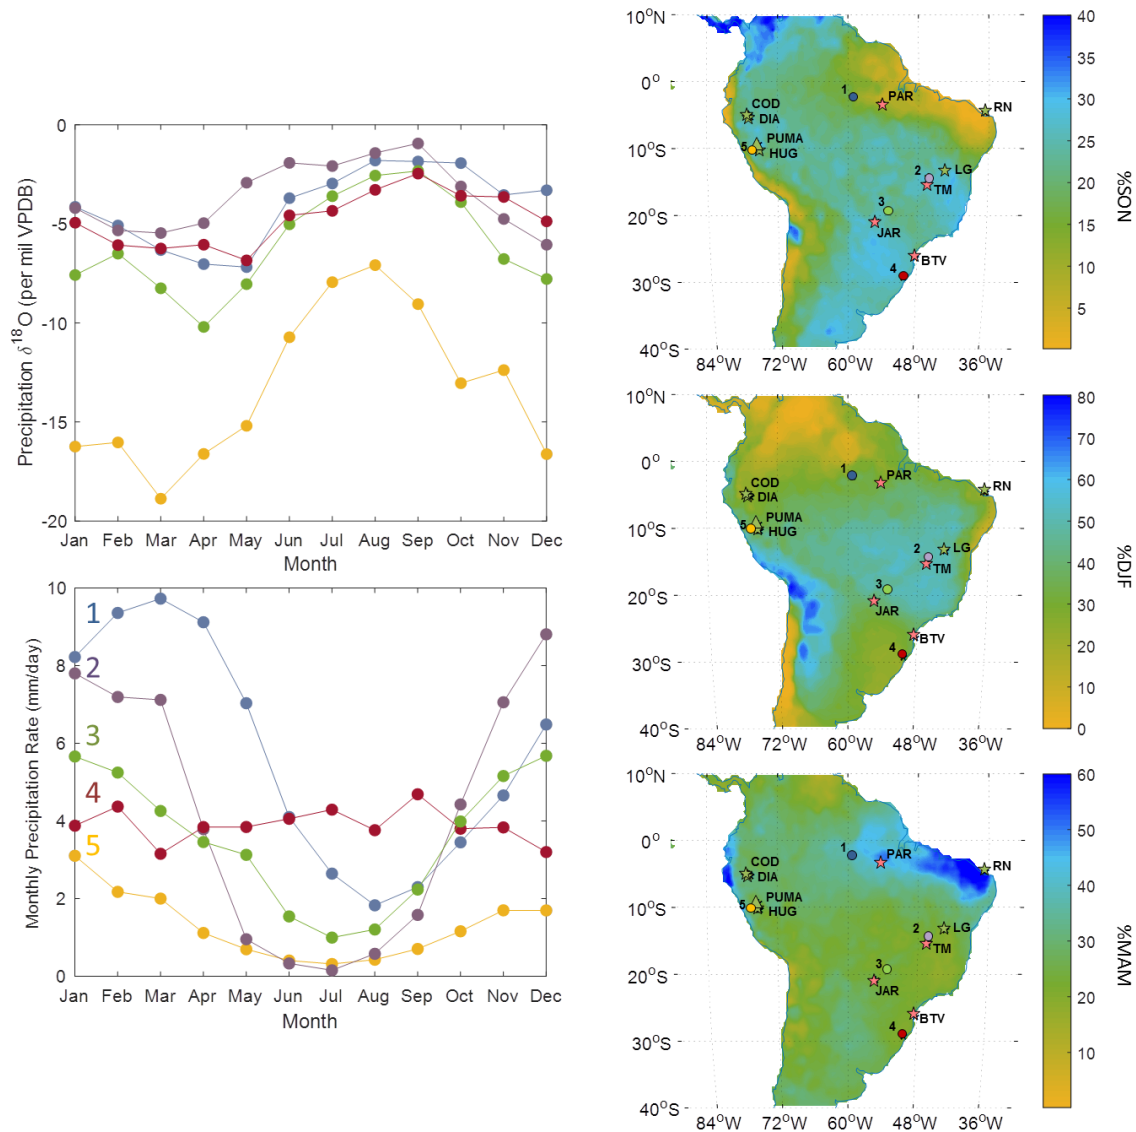 0
-5
-10
-15
-20
Precipitation δ¹⁸O (per mil VPDB)
Jan Feb Mar Apr May Jun Jul Aug Sep Oct Nov Dec
Month
10
8
6
4
2
0
Monthly Precipitation Rate (mm/day)
1
2
3
4
5
Jan Feb Mar Apr May Jun Jul Aug Sep Oct Nov Dec
Month
10°N
0°
10°S
20°S
30°S
40°S
84°W 72°W 60°W 48°W 36°W
1
PAR
RN
COD
DIA
PUMA
5
HUG
2
LG
TM
3
JAR
BTV
4
40
35
30
25
20
15
10
5
%SON
10°N
0°
10°S
20°S
30°S
40°S
84°W 72°W 60°W 48°W 36°W
1
PAR
RN
COD
DIA
PUMA
5
HUG
2
LG
TM
3
JAR
BTV
4
80
70
60
50
40
30
20
10
0
%DJF
10°N
0°
10°S
20°S
30°S
40°S
84°W 72°W 60°W 48°W 36°W
1
PAR
RN
COD
DIA
PUMA
5
HUG
2
LG
TM
3
JAR
BTV
4
60
50
40
30
20
10
%MAM